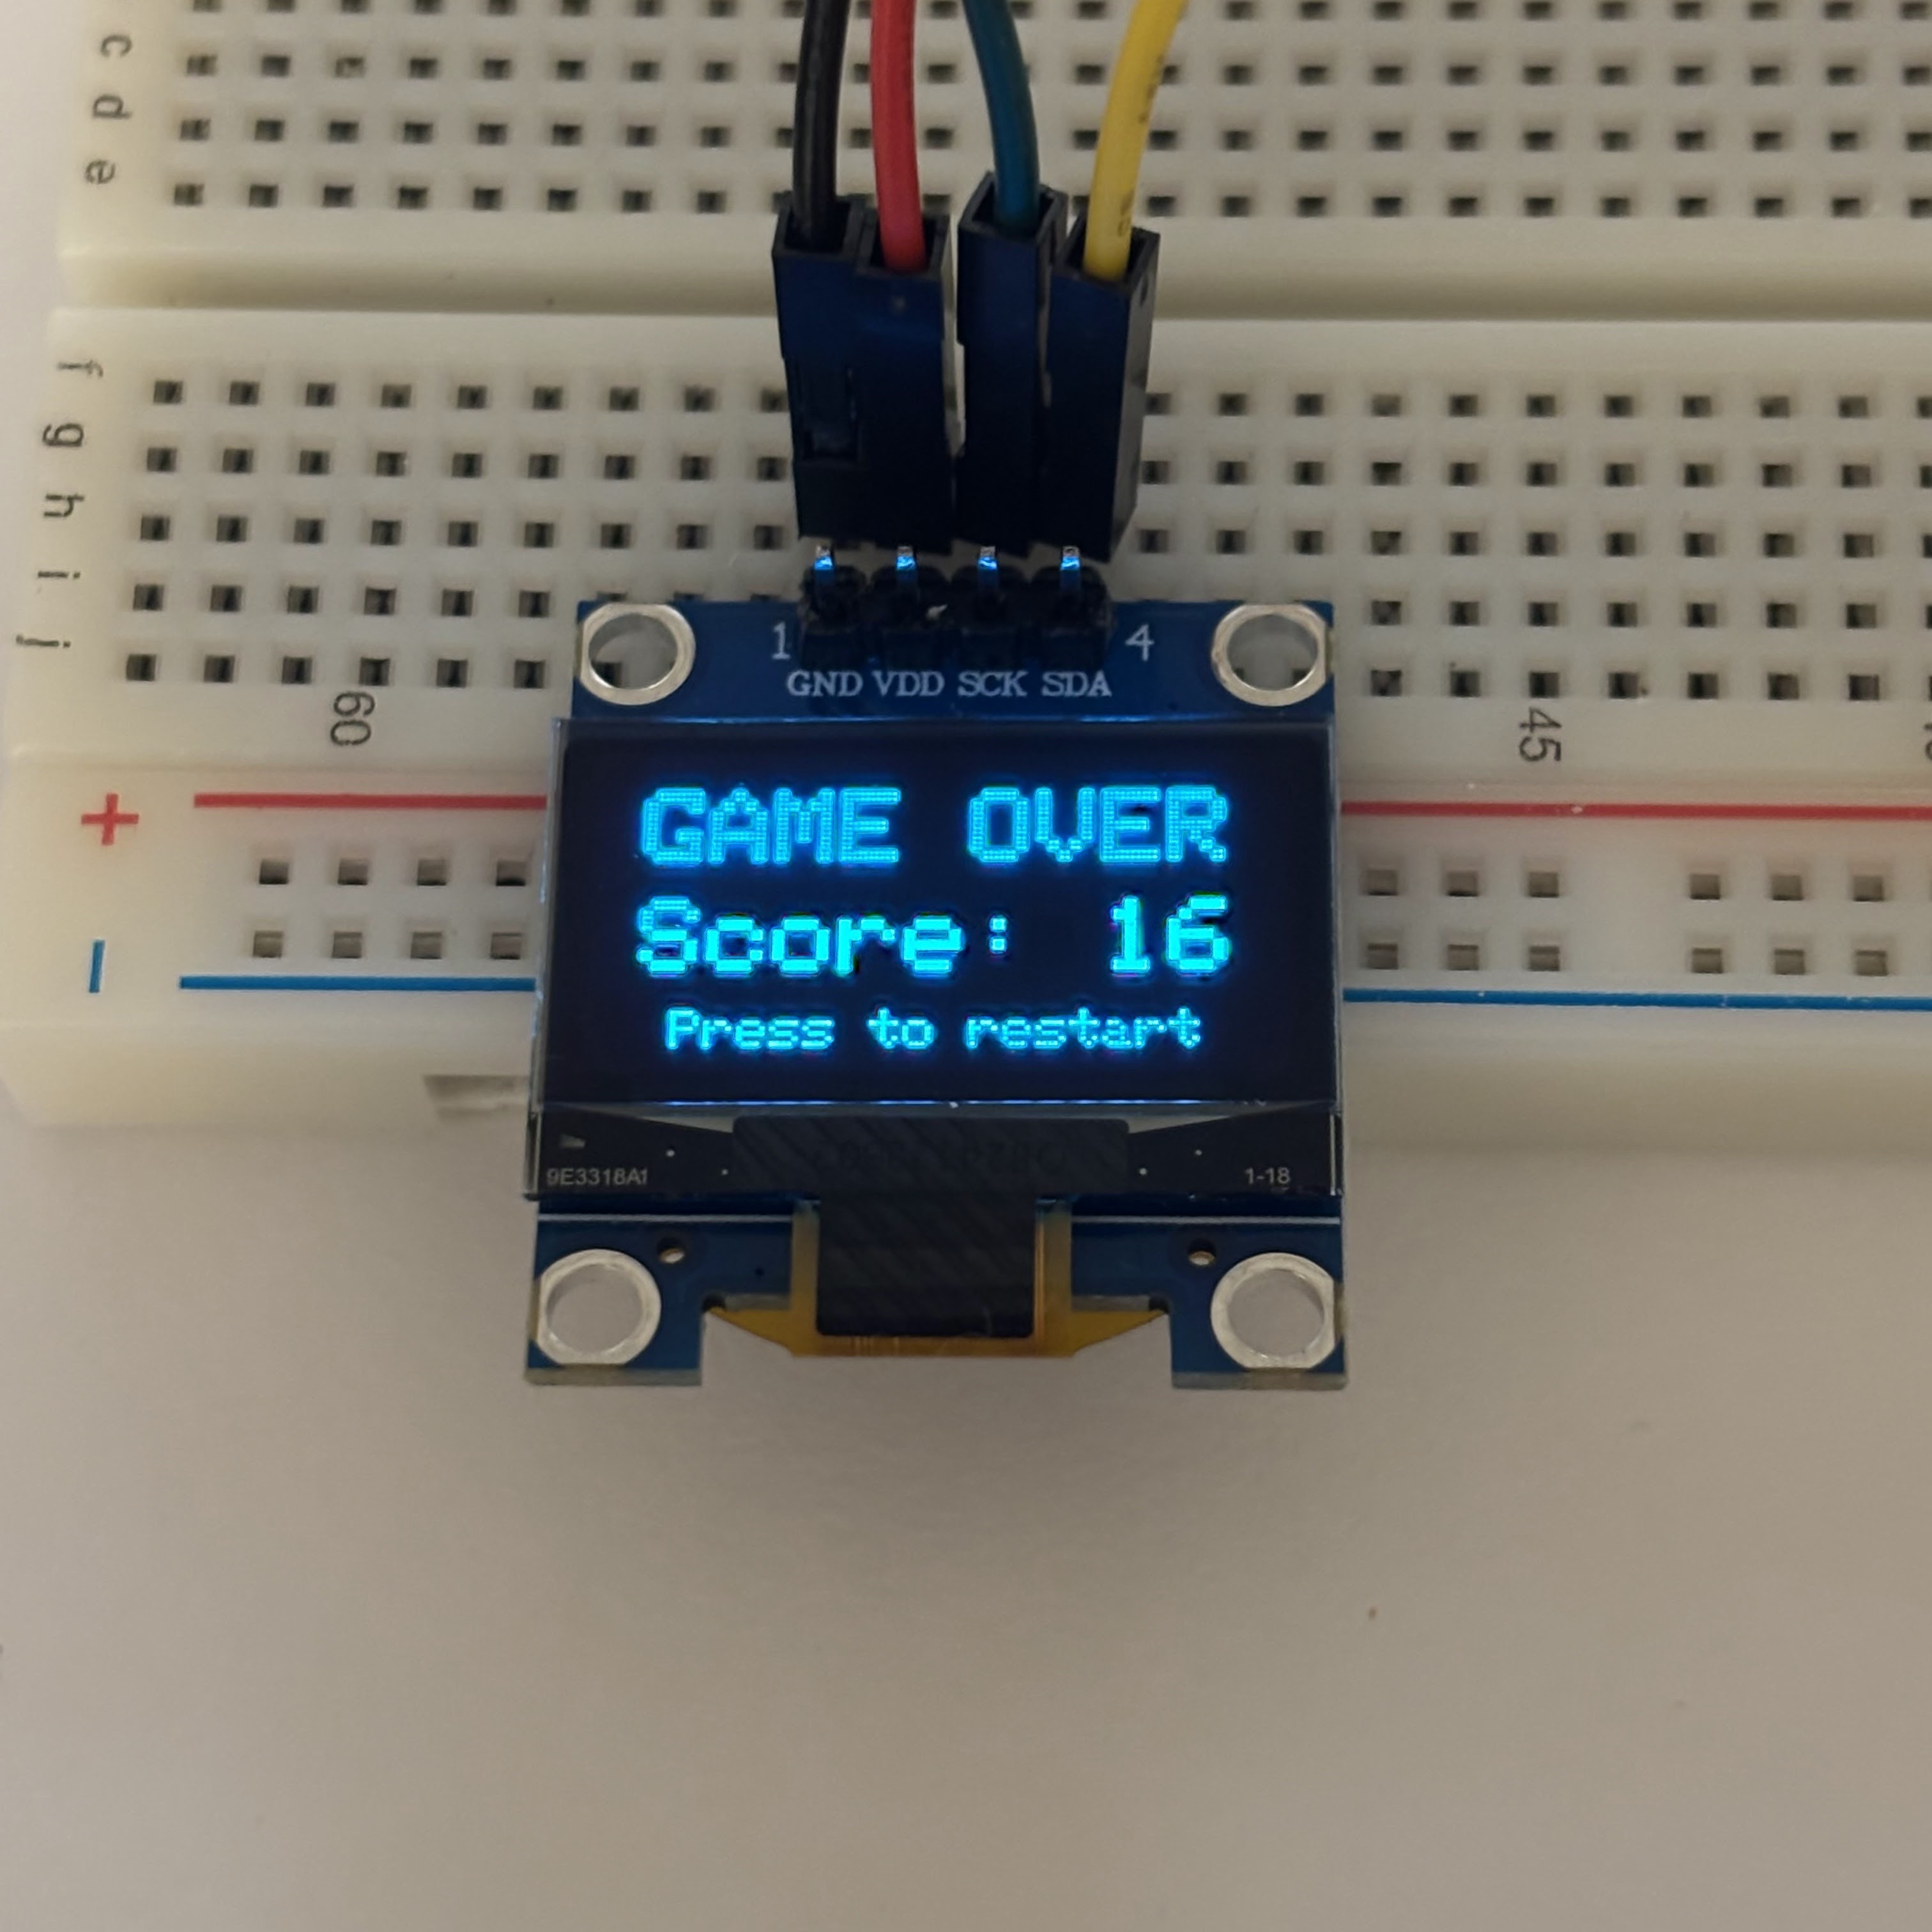 c
d
e
f
g
h
i
j
1 4
GND VDD SCK SDA
60
45
+
GAME OVER
Score: 16
Press to restart
-
9E3318A1 1-18